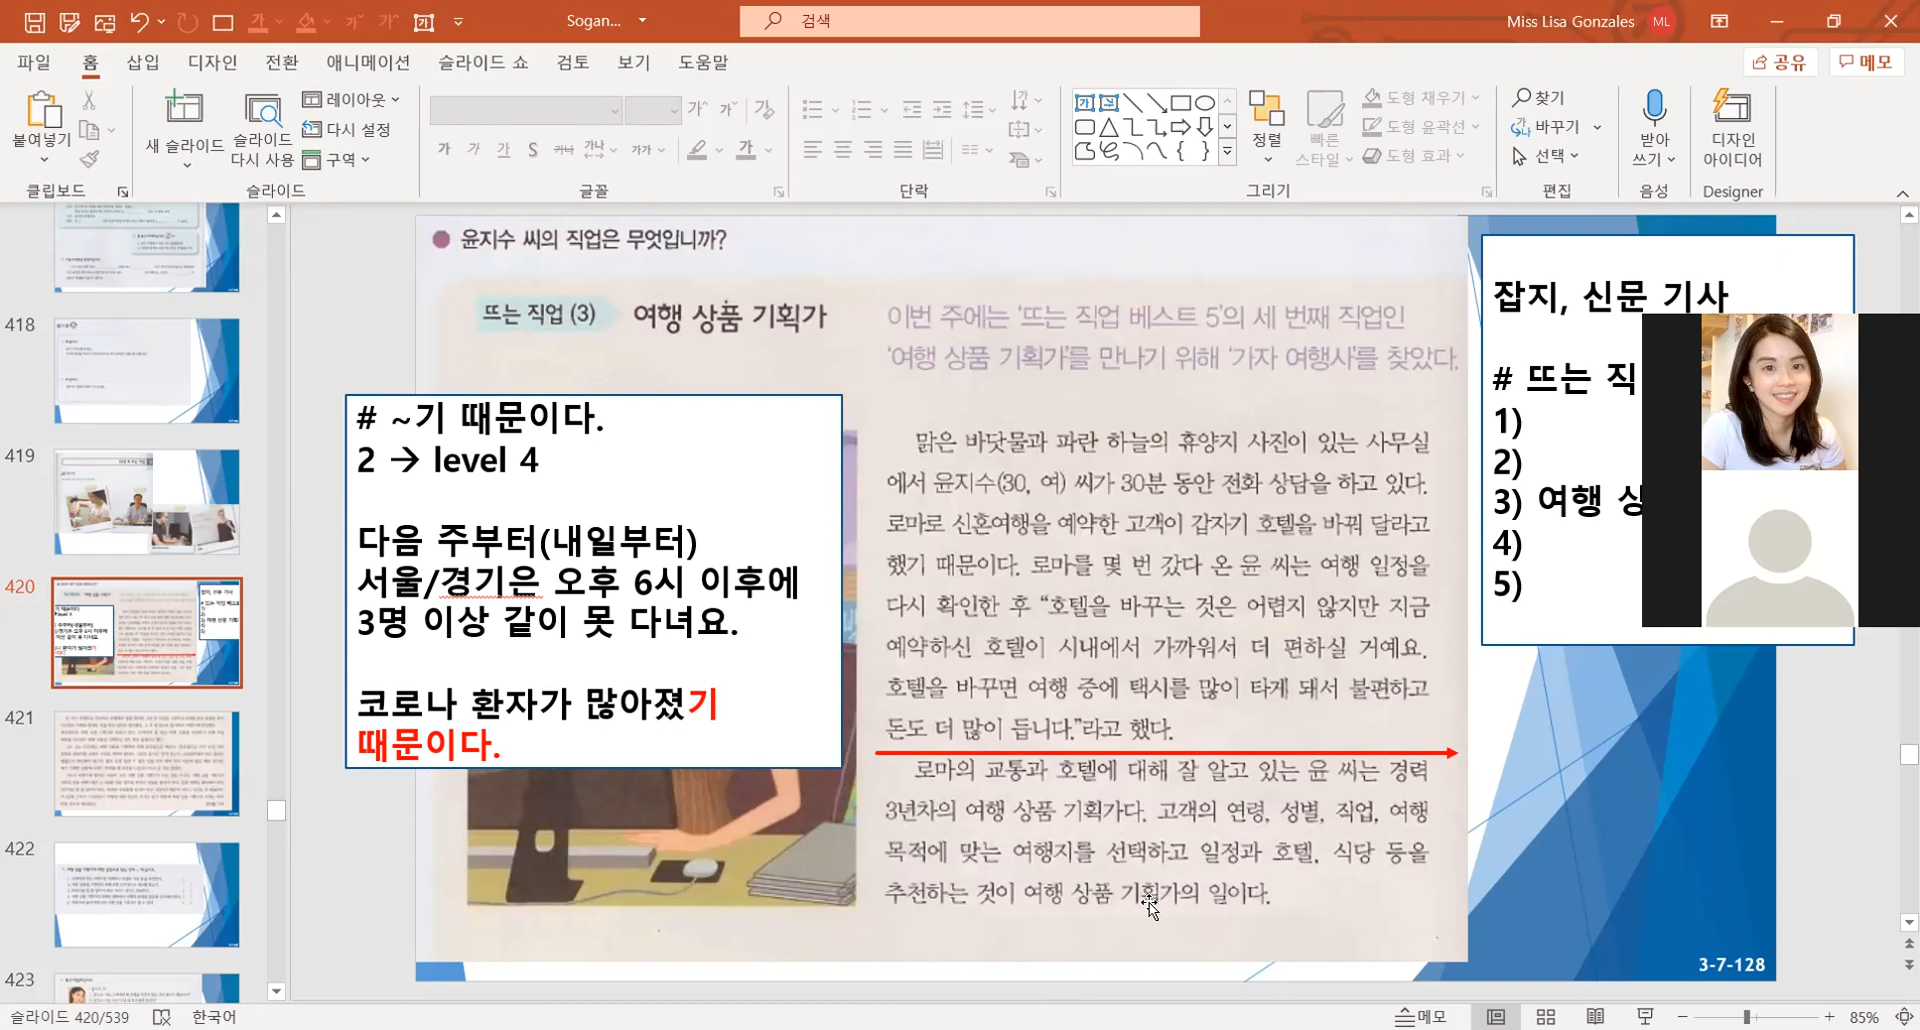 Sogan...
검색
Miss Lisa Gonzales
ML
파일
홈
삽입
디자인
전환
애니메이션
슬라이드 쇼
검토
보기
도움말
공유
메모
붙여넣기
새 슬라이드
슬라이드
다시 사용
레이아웃
다시 설정
구역
도형 채우기
도형 윤곽선
도형 효과
정렬
빠른
스타일
찾기
바꾸기
선택
받아
쓰기
디자인
아이디어
클립보드
슬라이드
글꼴
단락
그리기
편집
음성
Designer
418
419
420
421
422
423
윤지수 씨의 직업은 무엇입니까?
뜨는 직업 (3)
여행 상품 기획가
이번 주에는 '뜨는 직업 베스트 5'의 세 번째 직업인
'여행 상품 기획가'를 만나기 위해 '가자 여행사'를 찾았다.
# ~기 때문이다.
2 → level 4
다음 주부터(내일부터)
서울/경기은 오후 6시 이후에
3명 이상 같이 못 다녀요.
코로나 환자가 많아졌기
때문이다.
맑은 바닷물과 파란 하늘의 휴양지 사진이 있는 사무실
에서 윤지수(30, 여) 씨가 30분 동안 전화 상담을 하고 있다.
로마로 신혼여행을 예약한 고객이 갑자기 호텔을 바꿔 달라고
했기 때문이다. 로마를 몇 번 갔다 온 윤 씨는 여행 일정을
다시 확인한 후 “호텔을 바꾸는 것은 어렵지 않지만 지금
예약하신 호텔이 시내에서 가까워서 더 편하실 거예요.
호텔을 바꾸면 여행 중에 택시를 많이 타게 돼서 불편하고
돈도 더 많이 듭니다.”라고 했다.
로마의 교통과 호텔에 대해 잘 알고 있는 윤 씨는 경력
3년차의 여행 상품 기획가다. 고객의 연령, 성별, 직업, 여행
목적에 맞는 여행지를 선택하고 일정과 호텔, 식당 등을
추천하는 것이 여행 상품 기획가의 일이다.
잡지, 신문 기사
# 뜨는 직
1)
2)
3) 여행 상
4)
5)
3-7-128
슬라이드 420/539
한국어
메모
85%